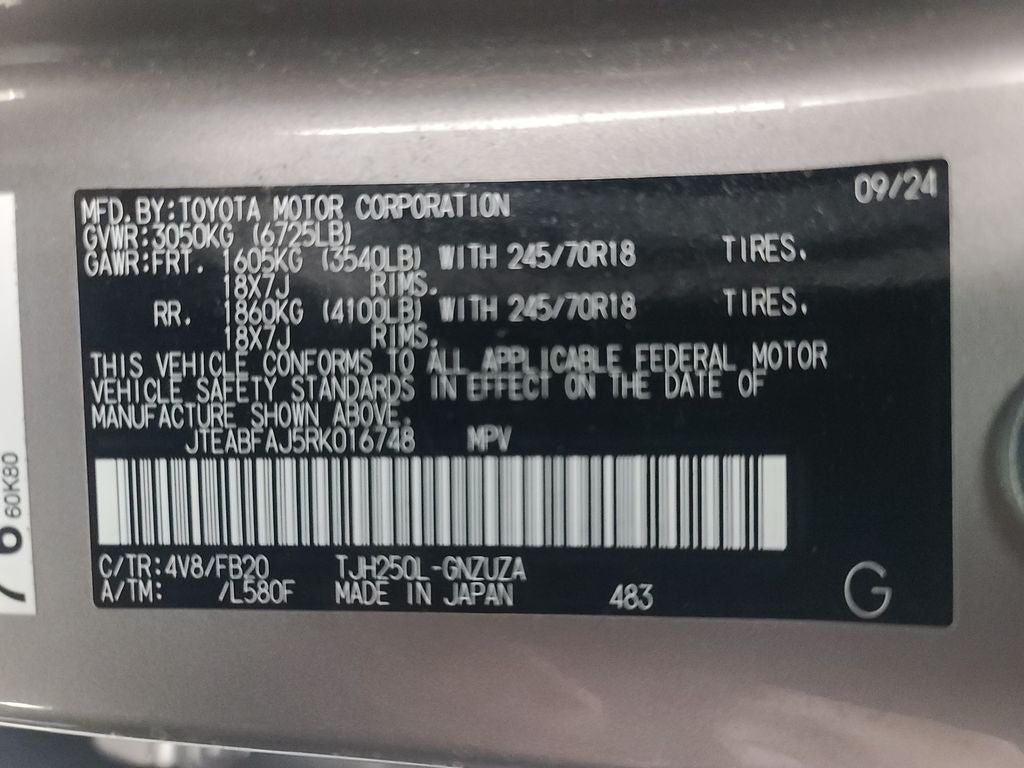 09/24
MFD.BY:TOYOTA MOTOR CORPORATION
GVWR:3050KG (6725LB)
GAWR:FRT. 1605KG (3540LB) WITH 245/70R18 TIRES.
18X7J RIMS.
RR. 1860KG (4100LB) WITH 245/70R18 TIRES.
18X7J RIMS.
THIS VEHICLE CONFORMS TO ALL APPLICABLE FEDERAL MOTOR
VEHICLE SAFETY STANDARDS IN EFFECT ON THE DATE OF
MANUFACTURE SHOWN ABOVE.
JTEABFAJ5RK016748 MPV
C/TR:4V8/FB20 TJH250L-GNZUZA
A/TM: /L580F MADE IN JAPAN 483 G
60K80